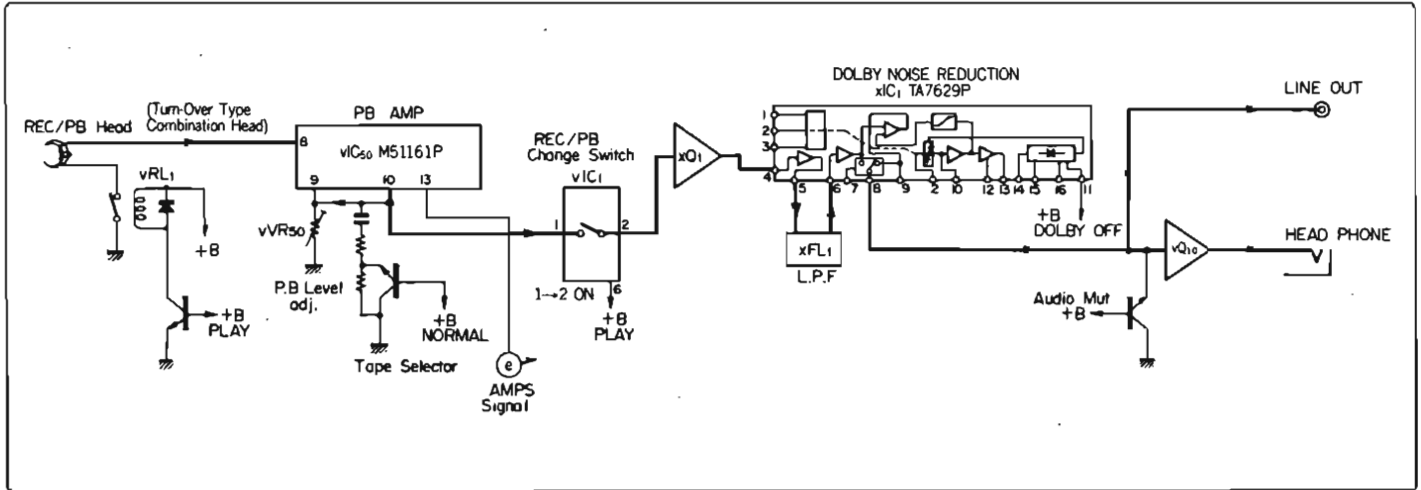 REC/PB Head
(Turn-Over Type
Combination Head)
vRL1
+B
+B
PLAY
PB AMP
8
vIC50 M51161P
9 10 13
vVR50
P.B Level
adj.
+B
NORMAL
Tape Selector
e
AMPS
Signal
REC/PB
Change Switch
vIC1
1 2
6
1→2 ON
+B
PLAY
xQ1
DOLBY NOISE REDUCTION
xIC1 TA7629P
1
2
3
4
5 6 7 8 9 2 10 12 13 14 15 16 11
xFL1
L.P.F
+B
DOLBY OFF
LINE OUT
vQ10
HEAD PHONE
Audio Mut
+B